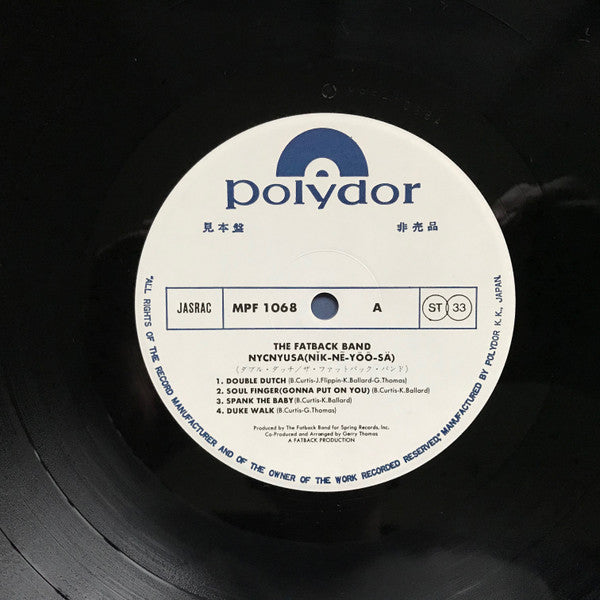 polydor
見本盤 非売品
JASRAC MPF 1068 A ST 33
THE FATBACK BAND
NYCNYUSA(NĪK-NĒ-YŌŌ-SÄ)
(ダブル・ダッチ/ザ・ファットバック・バンド)
1. DOUBLE DUTCH (B.Curtis-J.Flippin-K.Ballard-G.Thomas)
2. SOUL FINGER(GONNA PUT ON YOU) (B.Curtis-K.Ballard)
3. SPANK THE BABY (B.Curtis-K.Ballard)
4. DUKE WALK (B.Curtis-G.Thomas)
Produced by The Fatback Band for Spring Records, Inc.
Co-Produced and Arranged by Gerry Thomas
A FATBACK PRODUCTION
"ALL RIGHTS OF THE RECORD MANUFACTURER AND OF THE OWNER OF THE WORK RECORDED RESERVED," MANUFACTURED BY POLYDOR K.K., JAPAN.